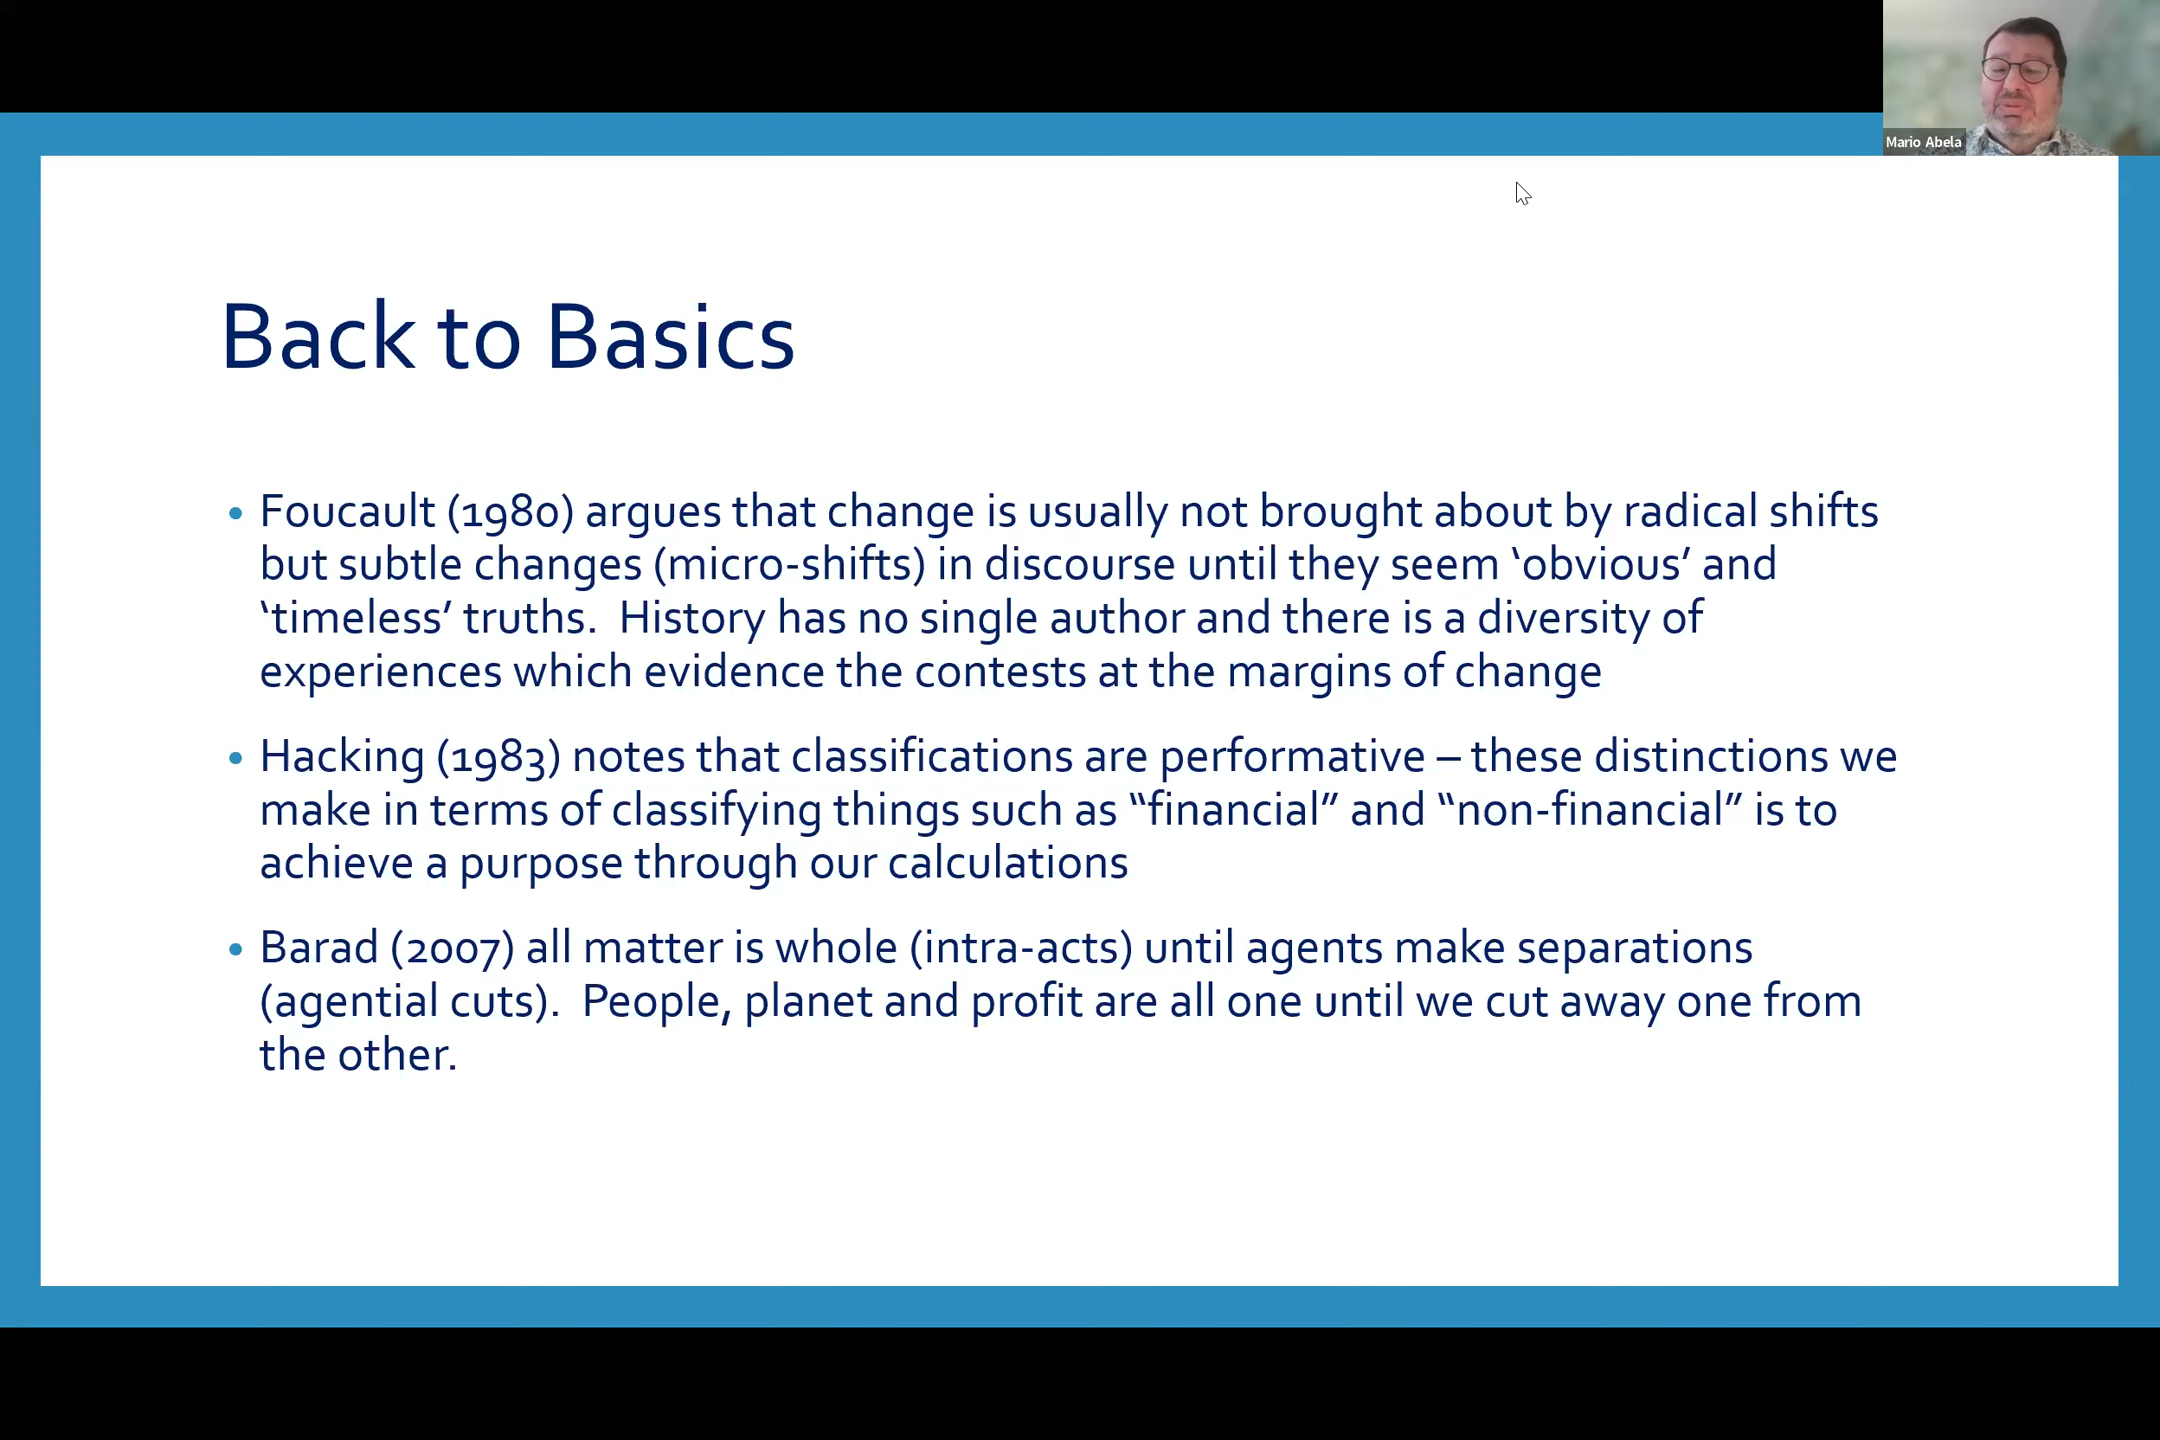 Mario Abela
Back to Basics
• Foucault (1980) argues that change is usually not brought about by radical shifts
but subtle changes (micro-shifts) in discourse until they seem ‘obvious’ and
‘timeless’ truths.  History has no single author and there is a diversity of
experiences which evidence the contests at the margins of change
• Hacking (1983) notes that classifications are performative – these distinctions we
make in terms of classifying things such as “financial” and “non-financial” is to
achieve a purpose through our calculations
• Barad (2007) all matter is whole (intra-acts) until agents make separations
(agential cuts).  People, planet and profit are all one until we cut away one from
the other.